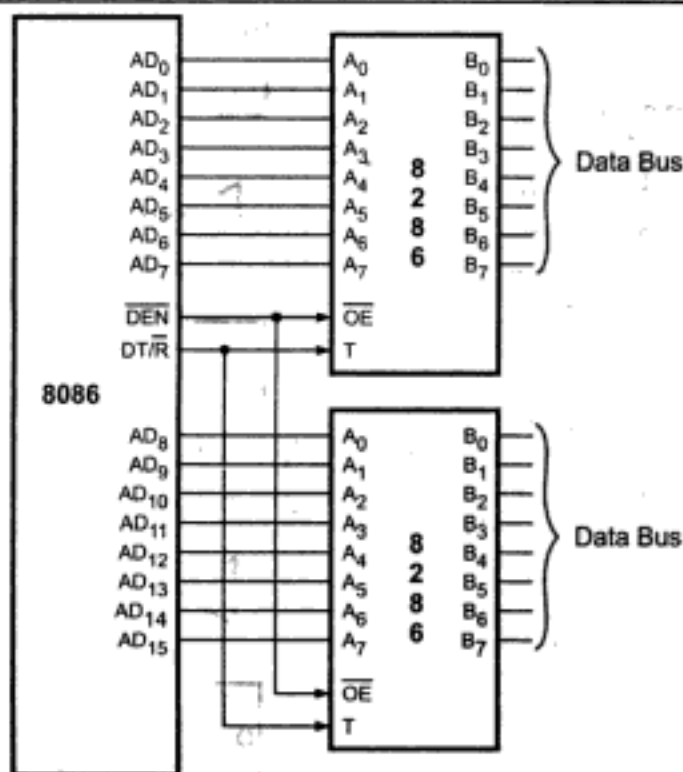 AD0 A0 B0
AD1 A1 B1
AD2 A2 B2
AD3 A3 B3
AD4 A4 B4
AD5 A5 B5
AD6 A6 B6
AD7 A7 B7
8
2
8
6
Data Bus
D̅E̅N̅ O̅E̅
DT/R̅ T
8086
AD8 A0 B0
AD9 A1 B1
AD10 A2 B2
AD11 A3 B3
AD12 A4 B4
AD13 A5 B5
AD14 A6 B6
AD15 A7 B7
8
2
8
6
Data Bus
O̅E̅
T